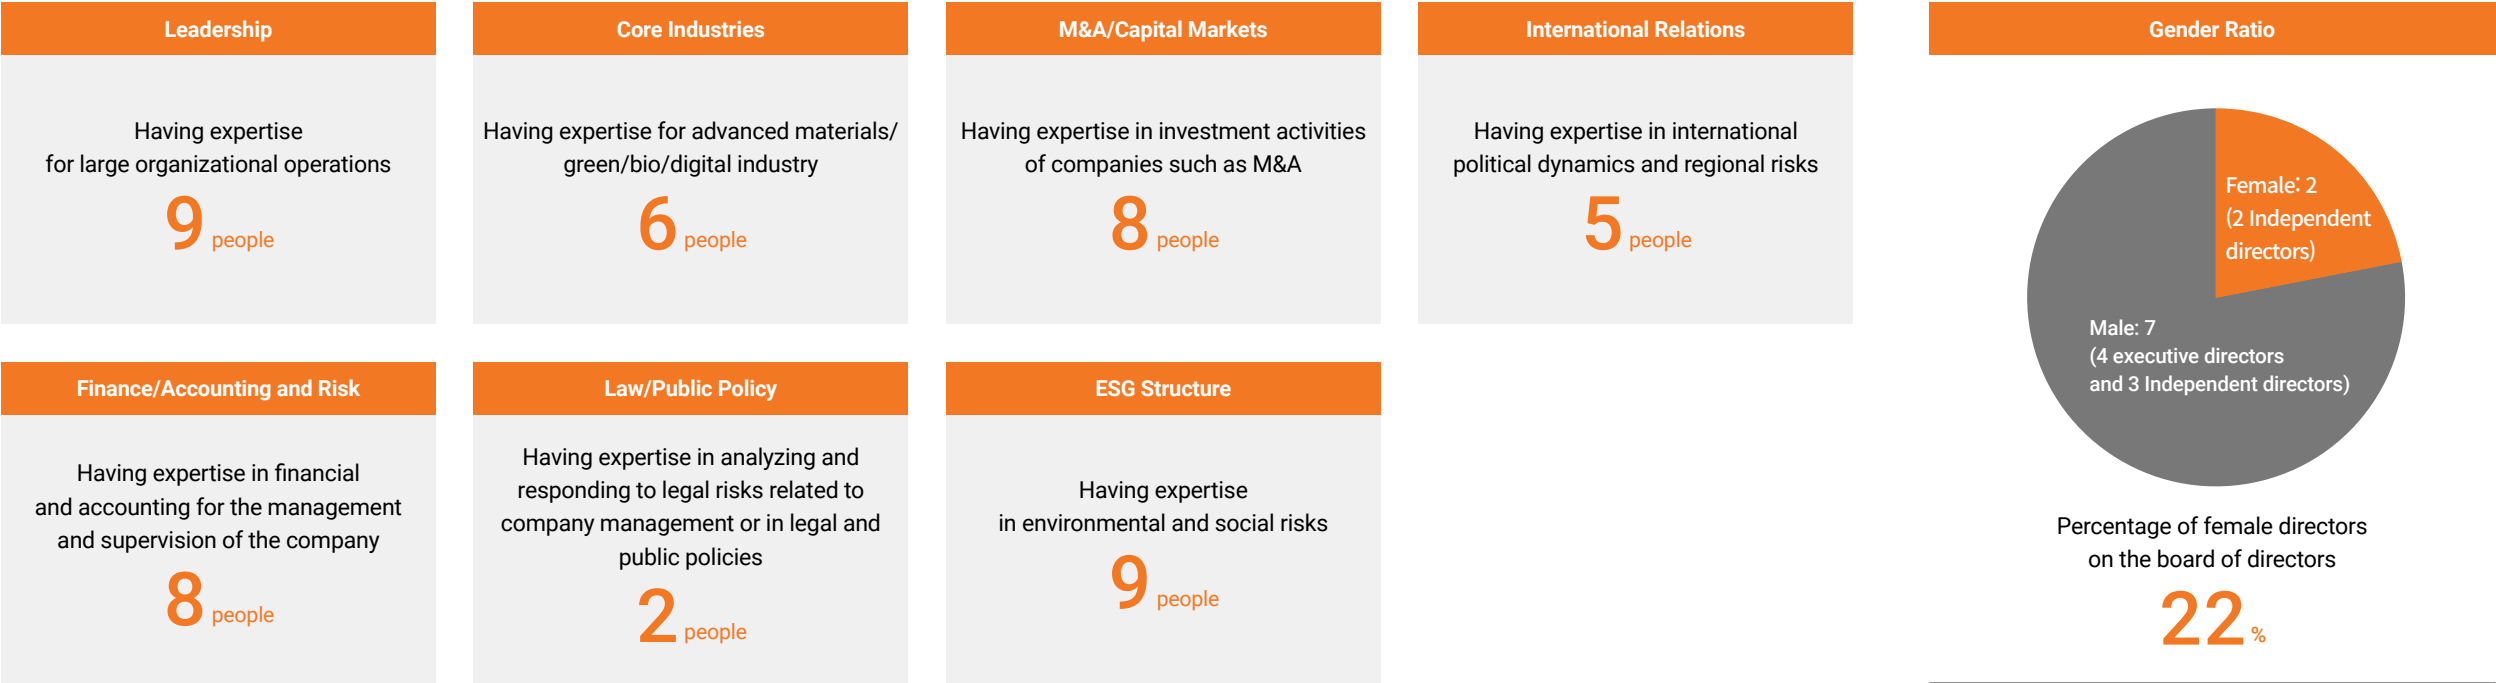 Leadership
Having expertise
for large organizational operations
9 people
Core Industries
Having expertise for advanced materials/
green/bio/digital industry
6 people
M&A/Capital Markets
Having expertise in investment activities
of companies such as M&A
8 people
International Relations
Having expertise in international
political dynamics and regional risks
5 people
Finance/Accounting and Risk
Having expertise in financial
and accounting for the management
and supervision of the company
8 people
Law/Public Policy
Having expertise in analyzing and
responding to legal risks related to
company management or in legal and
public policies
2 people
ESG Structure
Having expertise
in environmental and social risks
9 people
Gender Ratio
Female: 2
(2 Independent
directors)
Male: 7
(4 executive directors
and 3 Independent directors)
Percentage of female directors
on the board of directors
22 %